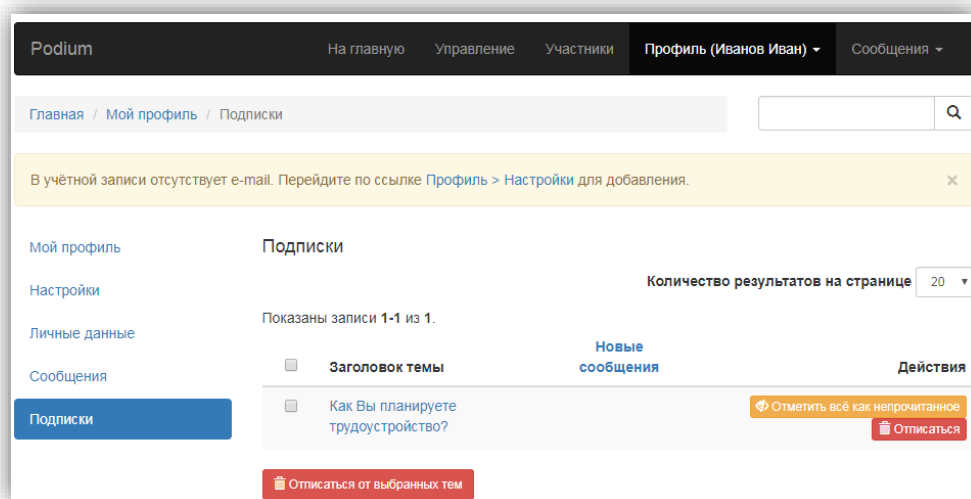 Podium На главную Управление Участники Профиль (Иванов Иван) Сообщения
Главная / Мой профиль / Подписки
В учётной записи отсутствует e-mail. Перейдите по ссылке Профиль > Настройки для добавления. ×
Мой профиль
Настройки
Личные данные
Сообщения
Подписки
Подписки
Количество результатов на странице 20
Показаны записи 1-1 из 1.
Заголовок темы Новые сообщения Действия
Как Вы планируете
трудоустройство?
Отметить всё как непрочитанное
Отписаться
Отписаться от выбранных тем